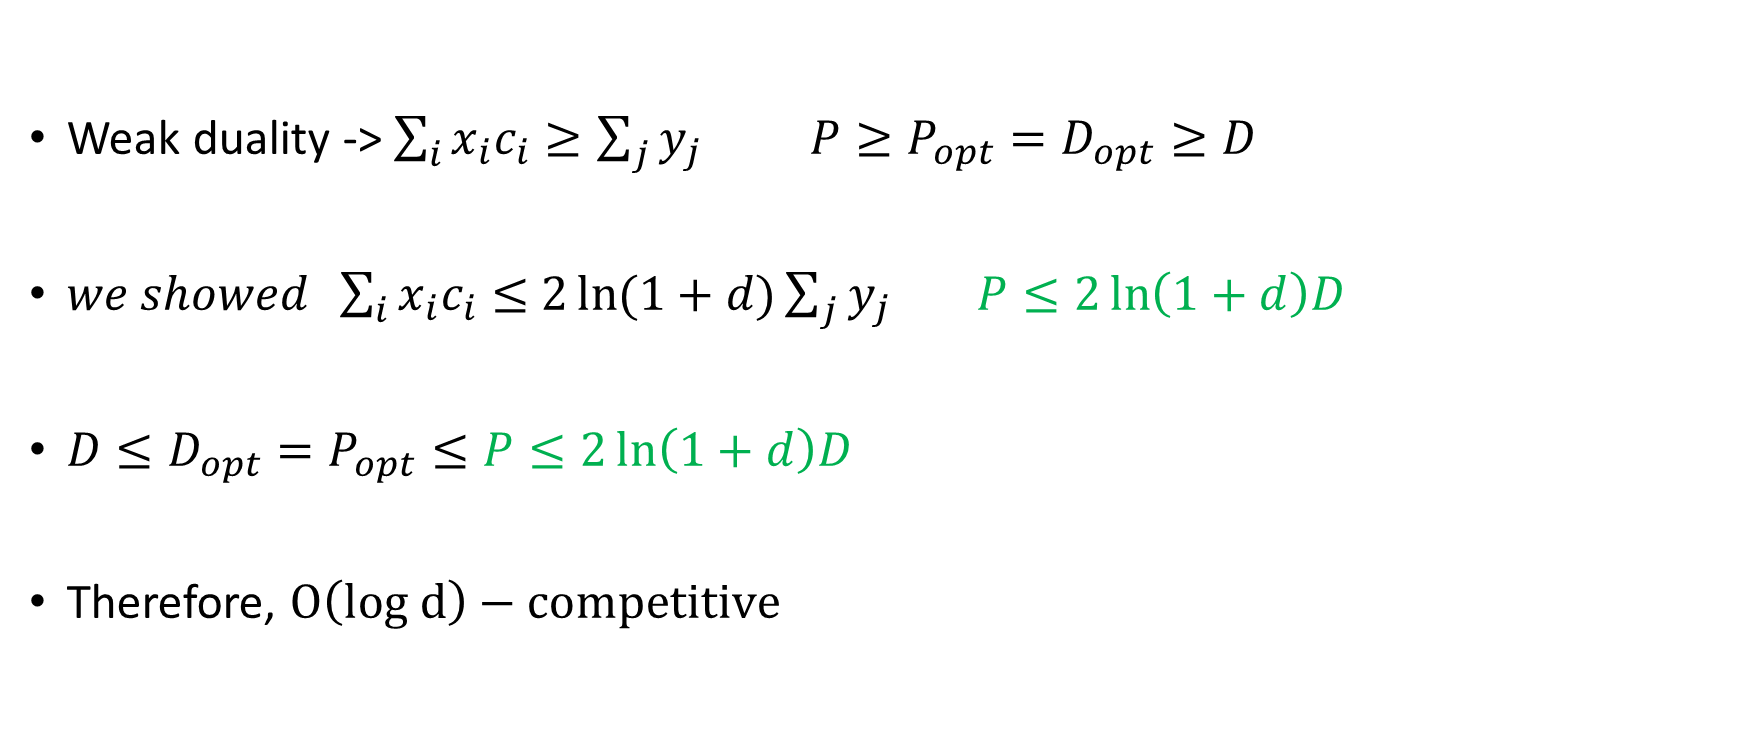 • Weak duality -> ∑ᵢ xᵢcᵢ ≥ ∑ⱼ yⱼ P ≥ P_opt = D_opt ≥ D
• we showed ∑ᵢ xᵢcᵢ ≤ 2 ln(1 + d) ∑ⱼ yⱼ P ≤ 2 ln(1 + d)D
• D ≤ D_opt = P_opt ≤ P ≤ 2 ln(1 + d)D
• Therefore, O(log d) − competitive